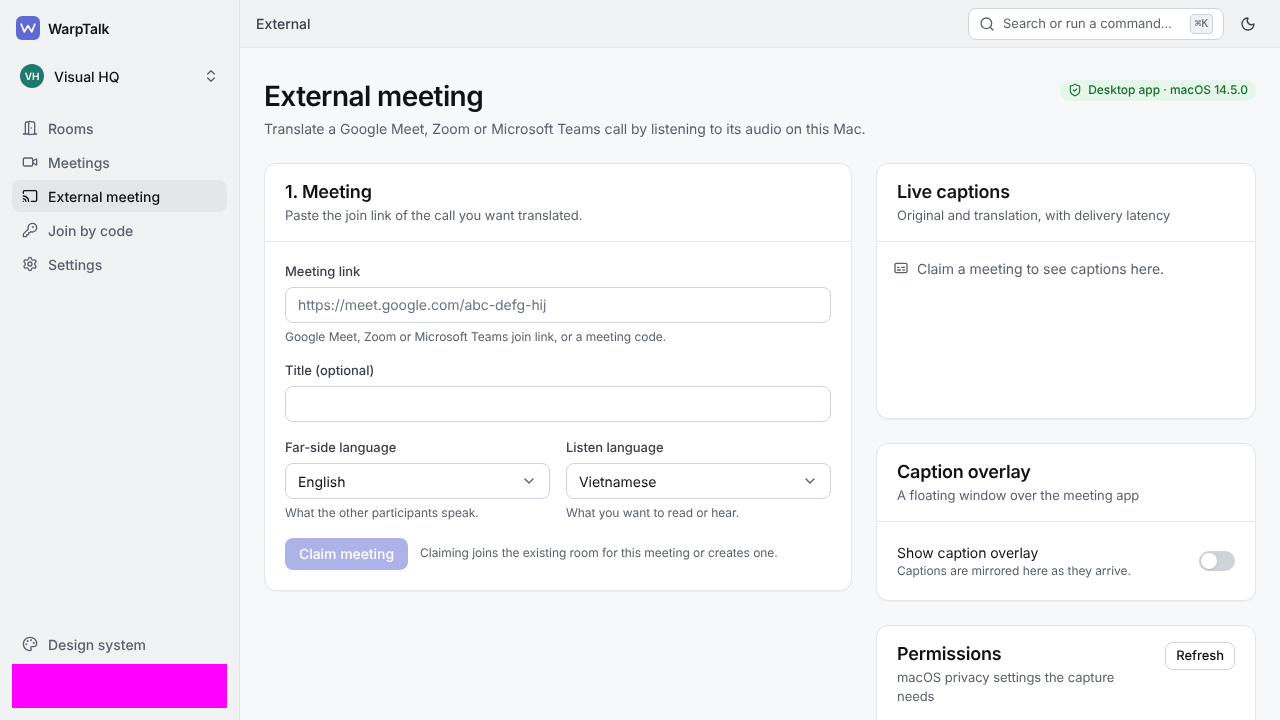 WarpTalk
VH Visual HQ
Rooms
Meetings
External meeting
Join by code
Settings
Design system
External
Search or run a command... ⌘K
External meeting
Translate a Google Meet, Zoom or Microsoft Teams call by listening to its audio on this Mac.
Desktop app · macOS 14.5.0
1. Meeting
Paste the join link of the call you want translated.
Meeting link
https://meet.google.com/abc-defg-hij
Google Meet, Zoom or Microsoft Teams join link, or a meeting code.
Title (optional)
Far-side language
English
What the other participants speak.
Listen language
Vietnamese
What you want to read or hear.
Claim meeting
Claiming joins the existing room for this meeting or creates one.
Live captions
Original and translation, with delivery latency
Claim a meeting to see captions here.
Caption overlay
A floating window over the meeting app
Show caption overlay
Captions are mirrored here as they arrive.
Permissions
macOS privacy settings the capture
needs
Refresh